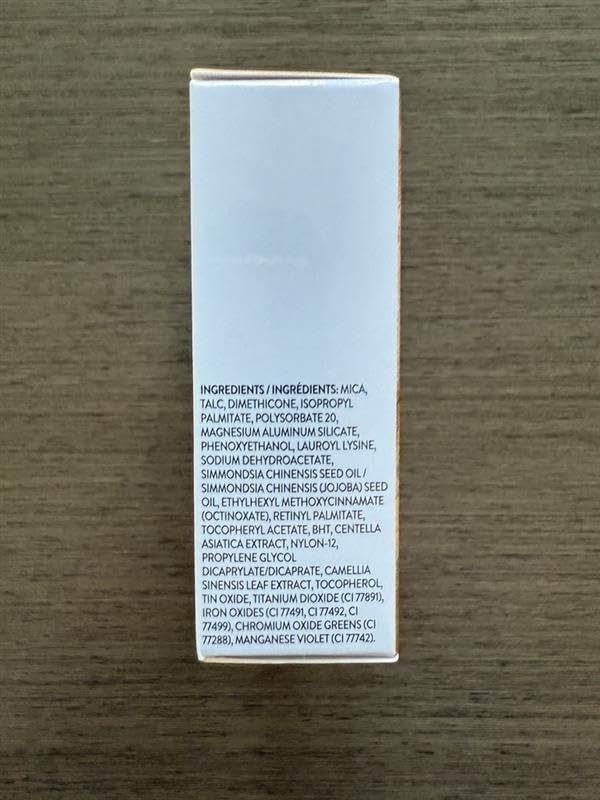 INGREDIENTS / INGRÉDIENTS: MICA,
TALC, DIMETHICONE, ISOPROPYL
PALMITATE, POLYSORBATE 20,
MAGNESIUM ALUMINUM SILICATE,
PHENOXYETHANOL, LAUROYL LYSINE,
SODIUM DEHYDROACETATE,
SIMMONDSIA CHINENSIS SEED OIL /
SIMMONDSIA CHINENSIS (JOJOBA) SEED
OIL, ETHYLHEXYL METHOXYCINNAMATE
(OCTINOXATE), RETINYL PALMITATE,
TOCOPHERYL ACETATE, BHT, CENTELLA
ASIATICA EXTRACT, NYLON-12,
PROPYLENE GLYCOL
DICAPRYLATE/DICAPRATE, CAMELLIA
SINENSIS LEAF EXTRACT, TOCOPHEROL,
TIN OXIDE, TITANIUM DIOXIDE (CI 77891),
IRON OXIDES (CI 77491, CI 77492, CI
77499), CHROMIUM OXIDE GREENS (CI
77288), MANGANESE VIOLET (CI 77742).